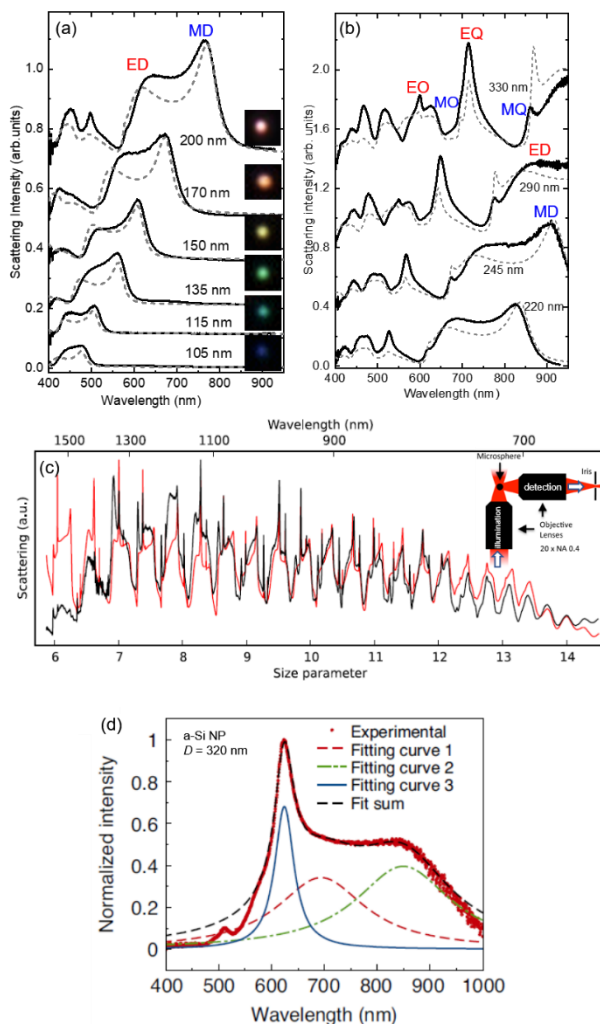 (a)
MD
ED
1.0
0.8
0.6
0.4
0.2
0.0
200 nm
170 nm
150 nm
135 nm
115 nm
105 nm
400 500 600 700 800 900
Wavelength (nm)
Scattering Intensity (arb. units)
(b)
EQ
EO
MO
330 nm
MQ
ED
290 nm
MD
245 nm
220 nm
2.0
1.6
1.2
0.8
0.4
0.0
400 500 600 700 800 900
Wavelength (nm)
Scattering Intensity (arb. units)
Wavelength (nm)
1500 1300 1100 900 700
(c)
Microsphere
Iris
detection
Illumination
Objective
Lenses
20 x NA 0.4
Scattering (a.u.)
6 7 8 9 10 11 12 13 14
Size parameter
(d)
a-Si NP
D = 320 nm
Experimental
Fitting curve 1
Fitting curve 2
Fitting curve 3
Fit sum
1
0.8
0.6
0.4
0.2
0
Normalized intensity
400 500 600 700 800 900 1000
Wavelength (nm)